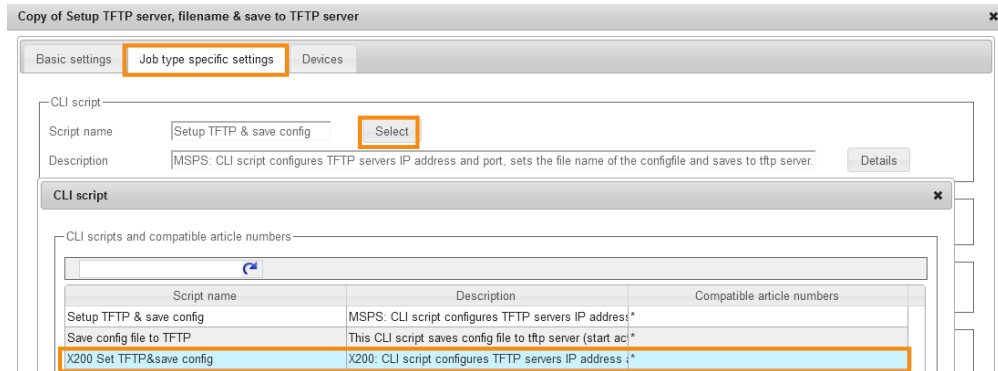 Copy of Setup TFTP server, filename & save to TFTP server
Basic settings Job type specific settings Devices
CLI script
Script name Setup TFTP & save config Select
Description MSPS: CLI script configures TFTP servers IP address and port, sets the file name of the configfile and saves to tftp server. Details
CLI script
CLI scripts and compatible article numbers
Script name Description Compatible article numbers
Setup TFTP & save config MSPS: CLI script configures TFTP servers IP address *
Save config file to TFTP This CLI script saves config file to tftp server (start ac *
X200 Set TFTP&save config X200: CLI script configures TFTP servers IP address *